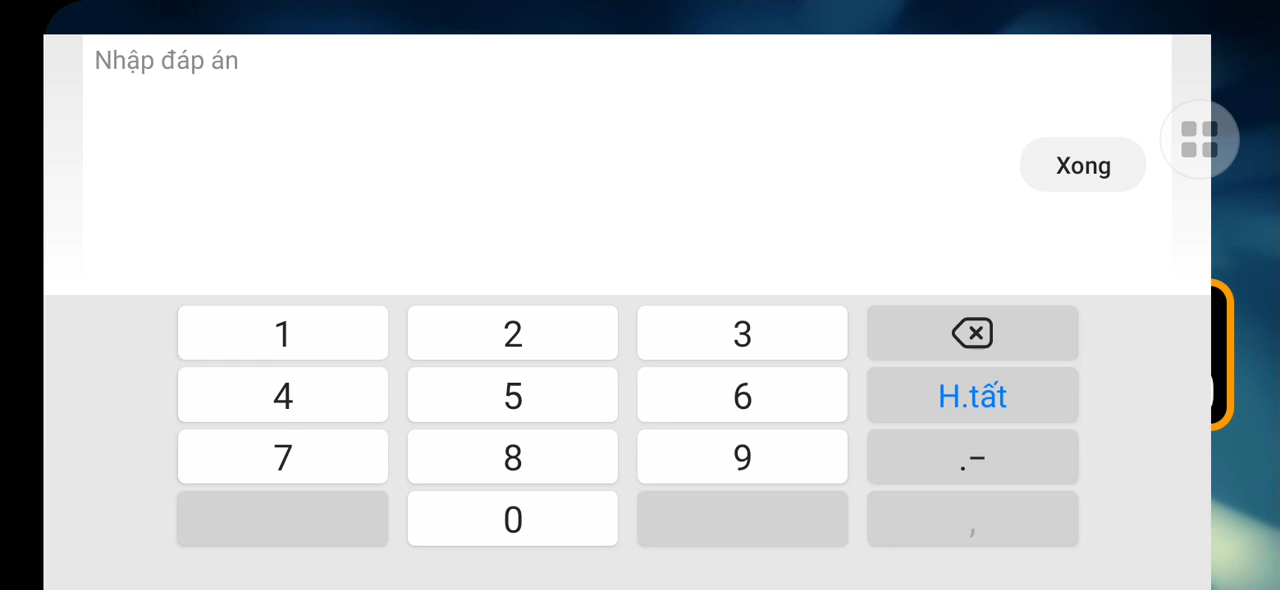 Nhập đáp án
Xong
1 2 3
4 5 6 H.tất
7 8 9 .–
0 ,